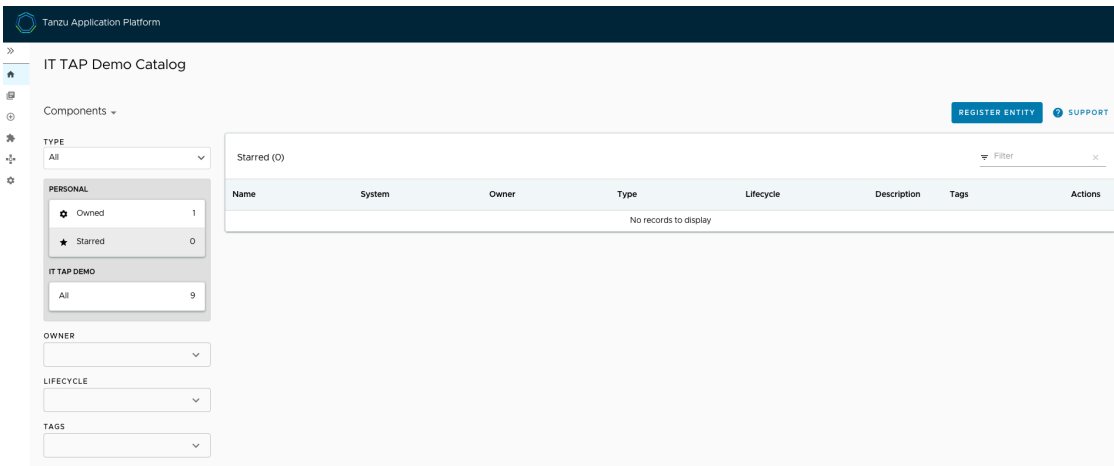 Tanzu Application Platform
IT TAP Demo Catalog
Components
REGISTER ENTITY
SUPPORT
TYPE
All
Starred (0)
Filter
PERSONAL
Owned 1
Starred 0
IT TAP DEMO
All 9
Name System Owner Type Lifecycle Description Tags Actions
No records to display
OWNER
LIFECYCLE
TAGS